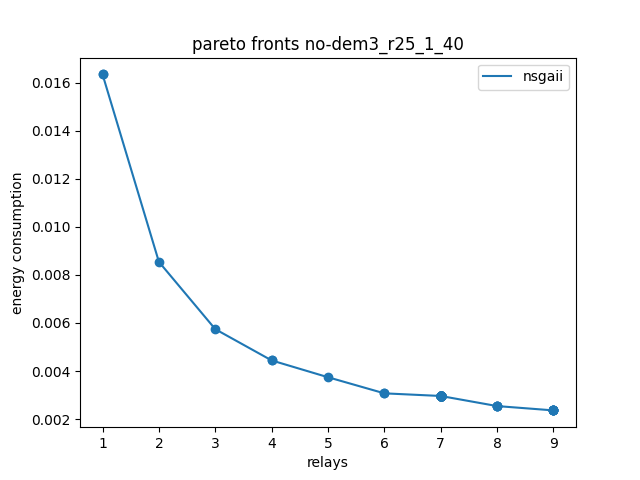 pareto fronts no-dem3_r25_1_40
nsgaii
0.016
0.014
0.012
0.010
0.008
0.006
0.004
0.002
energy consumption
1 2 3 4 5 6 7 8 9
relays